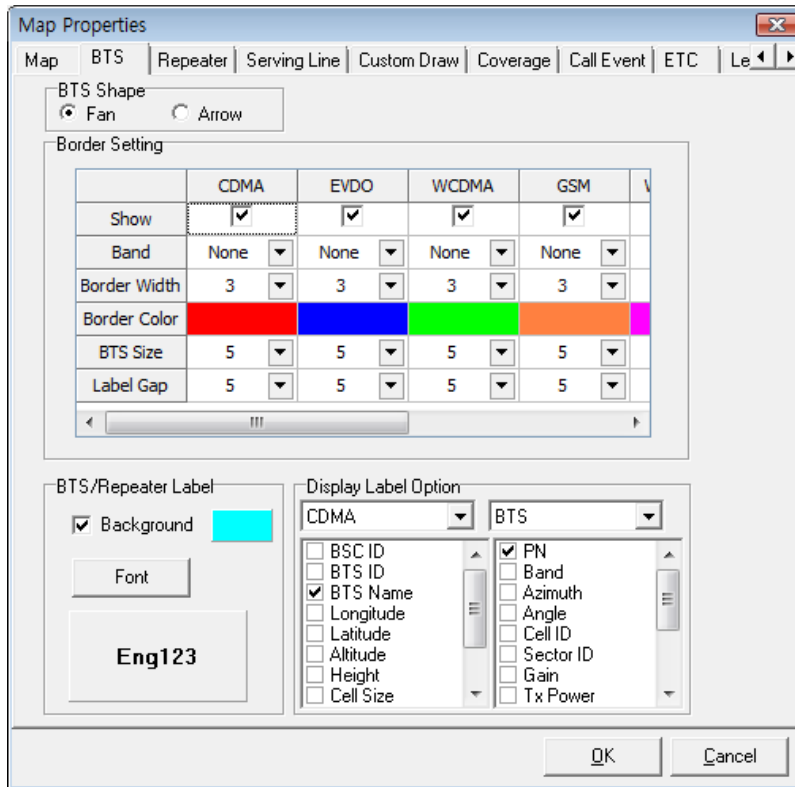 Map Properties
Map BTS Repeater Serving Line Custom Draw Coverage Call Event ETC Le
BTS Shape
Fan Arrow
Border Setting
CDMA EVDO WCDMA GSM
Show
Band None None None None
Border Width 3 3 3 3
Border Color
BTS Size 5 5 5 5
Label Gap 5 5 5 5
BTS/Repeater Label
Background
Font
Eng123
Display Label Option
CDMA BTS
BSC ID
BTS ID
BTS Name
Longitude
Latitude
Altitude
Height
Cell Size
PN
Band
Azimuth
Angle
Cell ID
Sector ID
Gain
Tx Power
OK Cancel